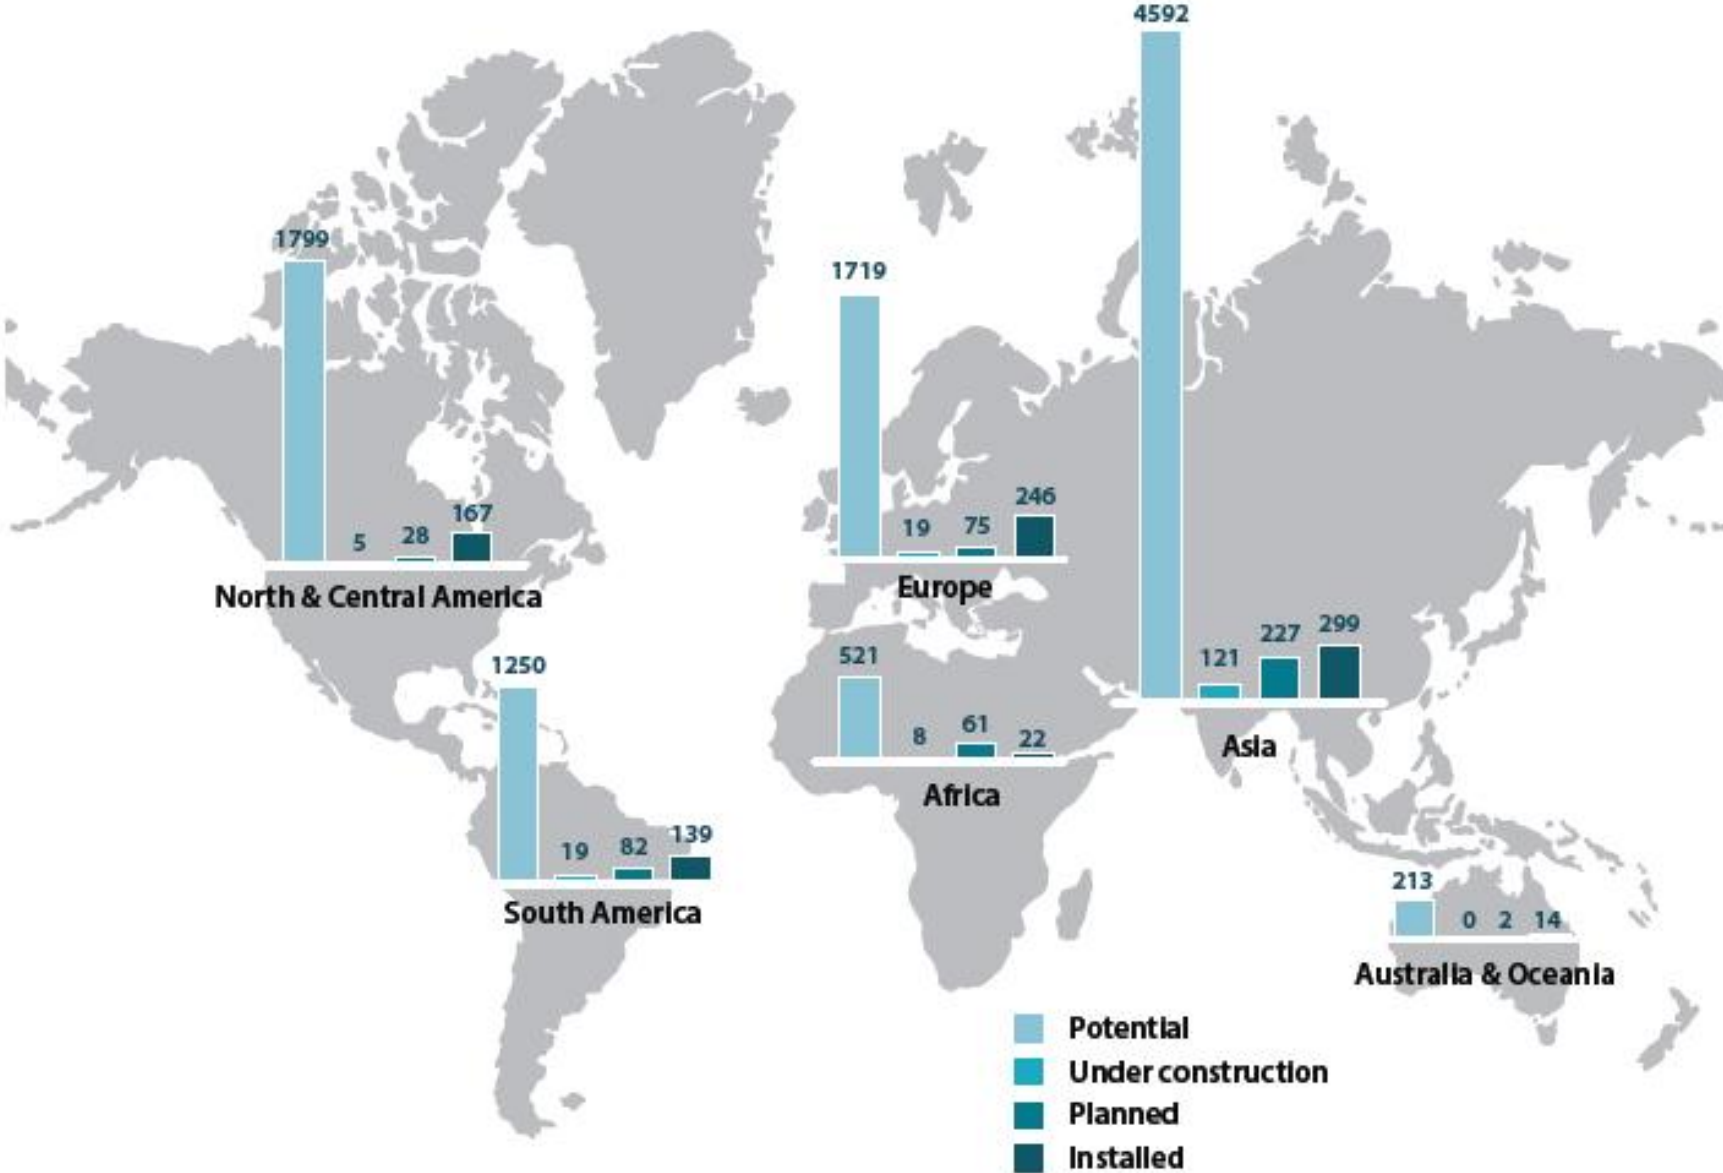 4592
1799
1719
5 28 167
19 75 246
North & Central America
Europe
1250
521
8 61 22
121 227 299
Asia
Africa
19 82 139
South America
213
0 2 14
Australia & Oceania
Potential
Under construction
Planned
Installed